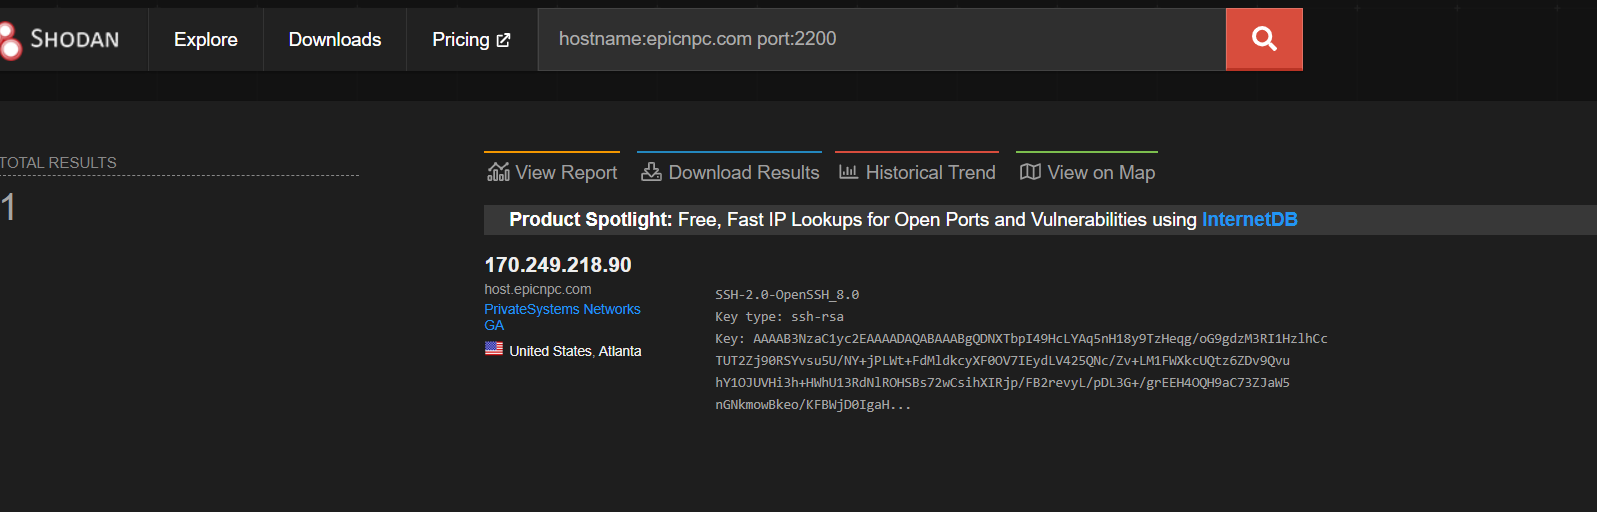 SHODAN Explore Downloads Pricing hostname:epicnpc.com port:2200
TOTAL RESULTS
1
View Report Download Results Historical Trend View on Map
Product Spotlight: Free, Fast IP Lookups for Open Ports and Vulnerabilities using InternetDB
170.249.218.90
host.epicnpc.com
PrivateSystems Networks
GA
United States, Atlanta
SSH-2.0-OpenSSH_8.0
Key type: ssh-rsa
Key: AAAAB3NzaC1yc2EAAAADAQABAAABgQDNXTbpI49HcLYAq5nH18y9TzHeqg/oG9gdzM3RI1HzlhCc
TUT2Zj90RSYvsu5U/NY+jPLWt+FdMldkcyXF0OV7IEydLV425QNc/Zv+LM1FWXkcUQtz6ZDv9Qvu
hY1OJUVHi3h+HWhU13RdNlROHSBs72wCsihXIRjp/FB2revyL/pDL3G+/grEEH4OQH9aC73ZJaW5
nGNkmowBkeo/KFBWjD0IgaH...